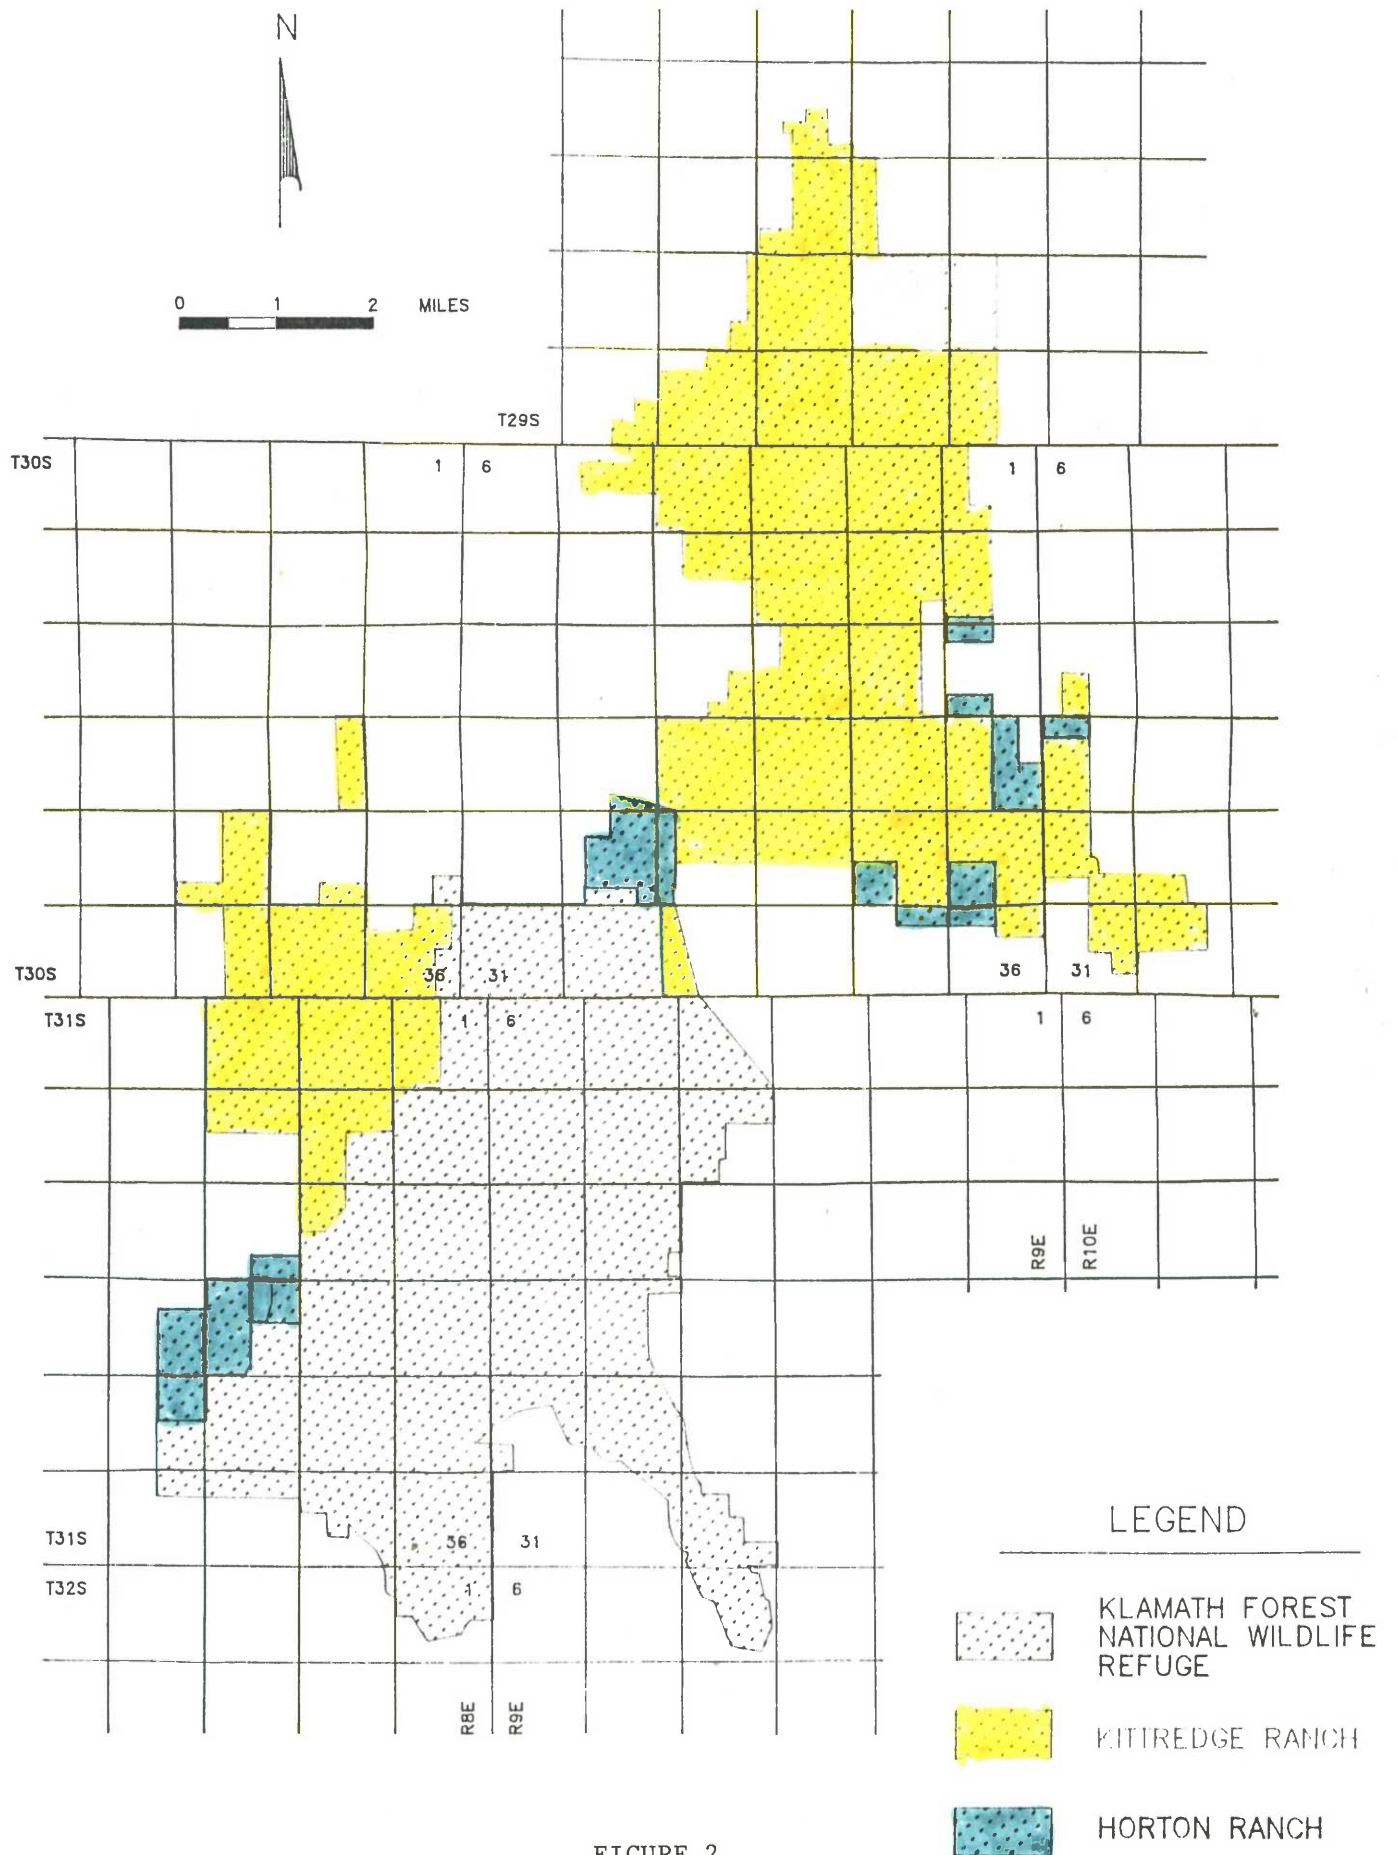 N
0 1 2 MILES
T29S
T30S
1 6 1 6
T30S
36 31 36 31
T31S
1 6 1 6
R9E R10E
T31S
36 31
T32S
1 6
R8E R9E
LEGEND
KLAMATH FOREST
NATIONAL WILDLIFE
REFUGE
KITTREDGE RANCH
HORTON RANCH
FIGURE 2